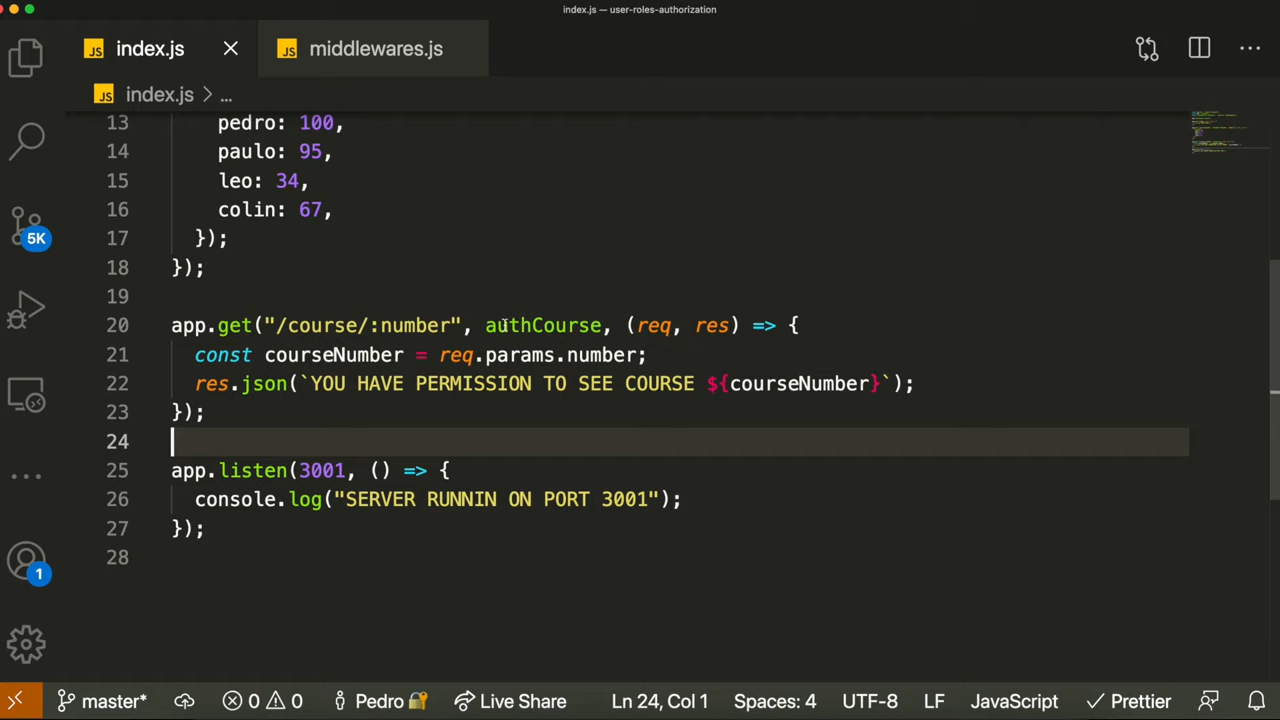 index.js — user-roles-authorization
JS index.js
JS middlewares.js
JS index.js > ...
13 pedro: 100,
14 paulo: 95,
15 leo: 34,
16 colin: 67,
17 });
18 });
19
20 app.get("/course/:number", authCourse, (req, res) => {
21 const courseNumber = req.params.number;
22 res.json(`YOU HAVE PERMISSION TO SEE COURSE ${courseNumber}`);
23 });
24
25 app.listen(3001, () => {
26 console.log("SERVER RUNNIN ON PORT 3001");
27 });
28
5K
1
master* 0 0 Pedro Live Share Ln 24, Col 1 Spaces: 4 UTF-8 LF JavaScript Prettier